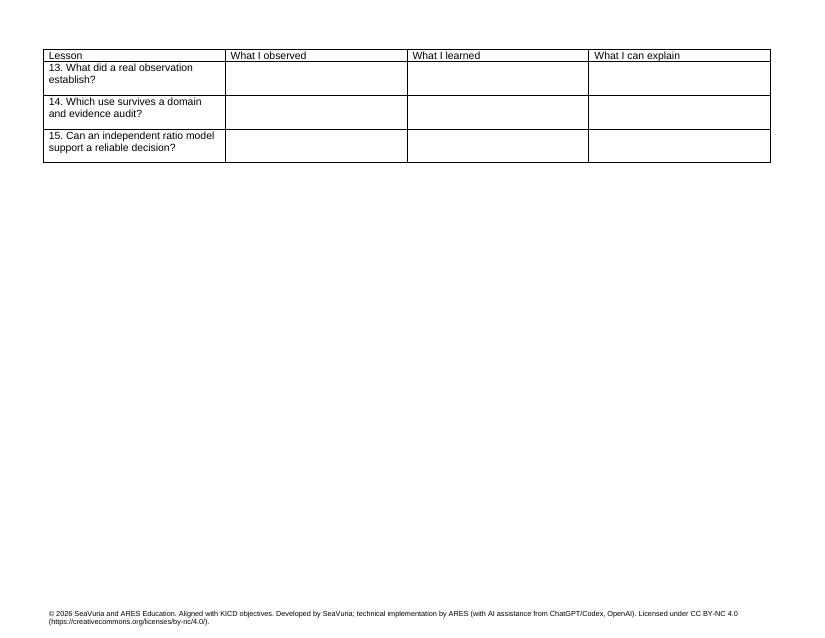 Lesson What I observed What I learned What I can explain
13. What did a real observation
establish?
14. Which use survives a domain
and evidence audit?
15. Can an independent ratio model
support a reliable decision?
© 2026 SeaVuria and ARES Education. Aligned with KICD objectives. Developed by SeaVuria; technical implementation by ARES (with AI assistance from ChatGPT/Codex, OpenAI). Licensed under CC BY-NC 4.0
(https://creativecommons.org/licenses/by-nc/4.0/).